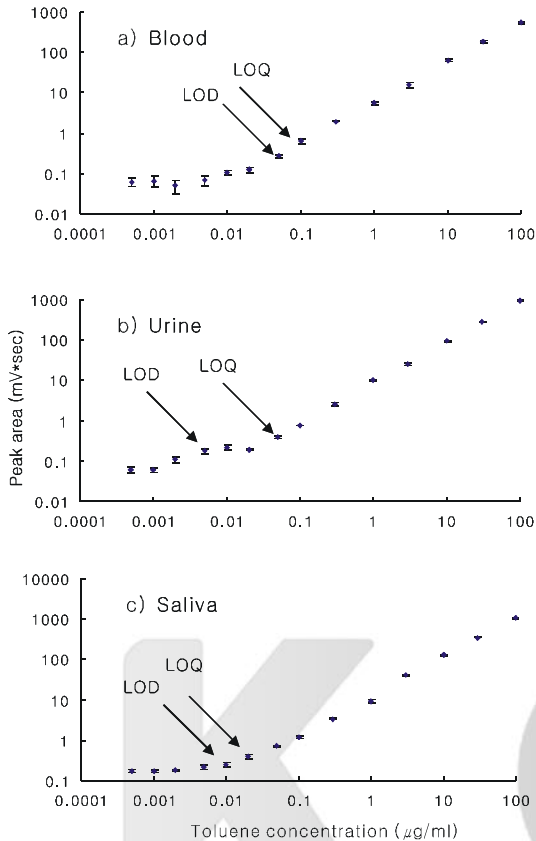 1000
a) Blood
100
LOQ
10
LOD
1
0.1
0.01
0.0001 0.001 0.01 0.1 1 10 100
Peak area (mV*sec)
1000
b) Urine
100
LOD LOQ
10
1
0.1
0.01
0.0001 0.001 0.01 0.1 1 10 100
10000
c) Saliva
1000
100
LOQ
LOD
10
1
0.1
0.0001 0.001 0.01 0.1 1 10 100
Toluene concentration (μg/ml)